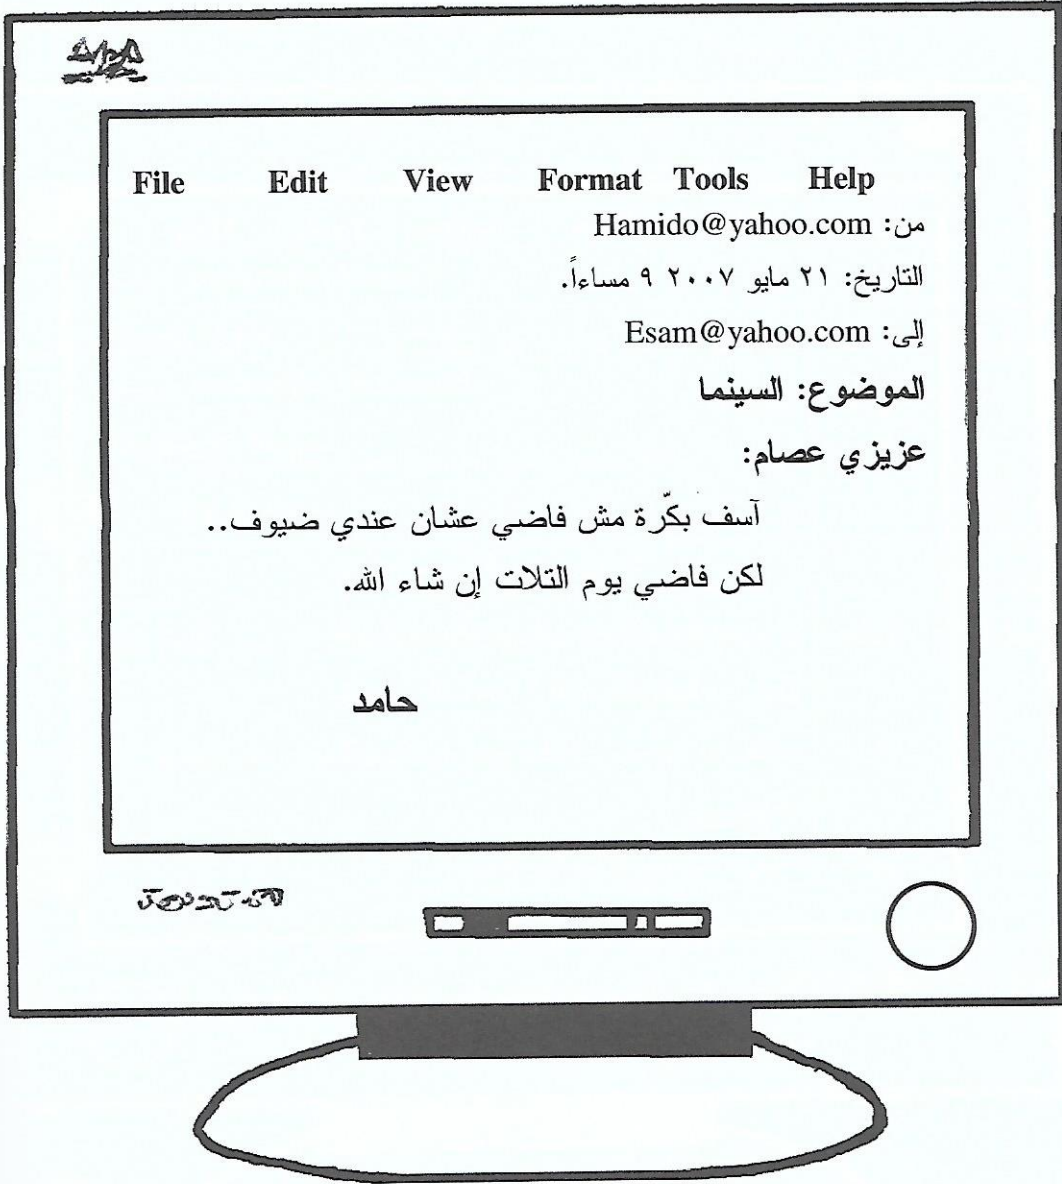 File Edit View Format Tools Help
من: Hamido@yahoo.com
التاريخ: ٢١ مايو ٢٠٠٧ ٩ مساءاً.
إلى: Esam@yahoo.com
الموضوع: السينما
عزيزي عصام:
آسف بكّرة مش فاضي عشان عندي ضيوف..
لكن فاضي يوم التلات إن شاء الله.
حامد